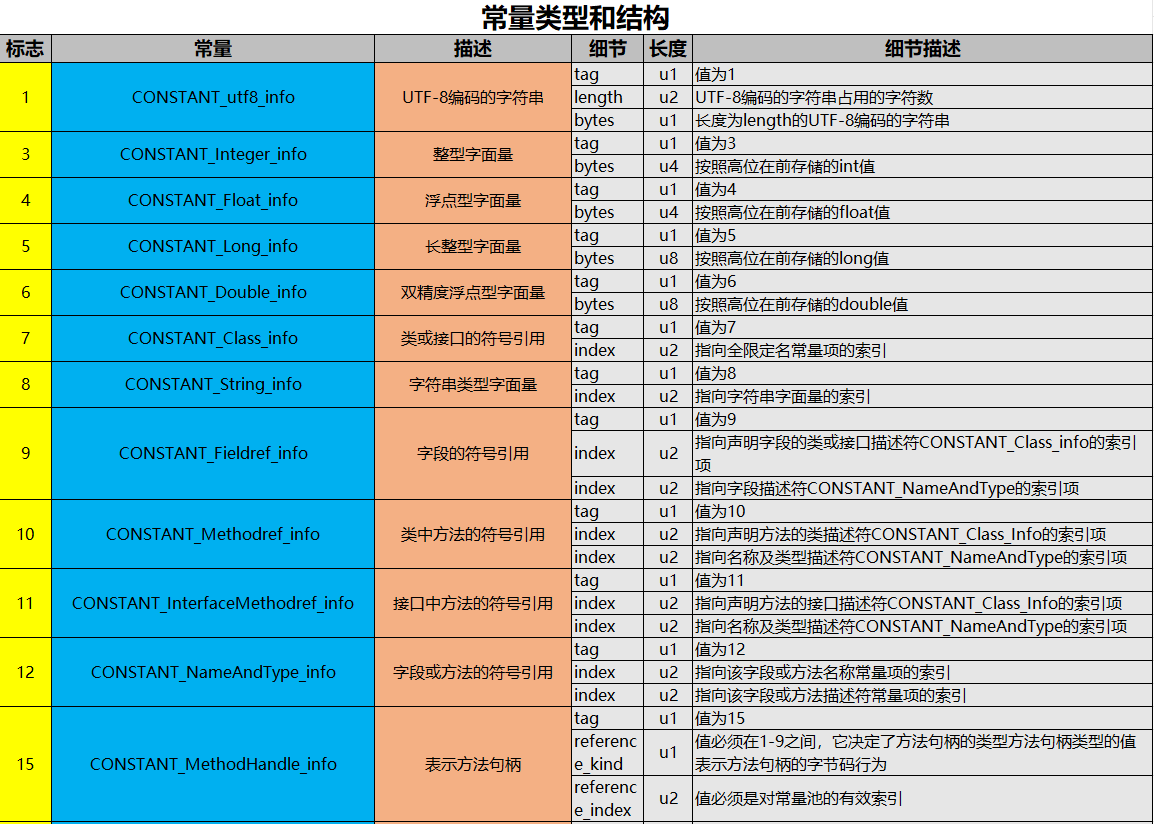 常量类型和结构
标志 常量 描述 细节 长度 细节描述
1 CONSTANT_utf8_info UTF-8编码的字符串 tag u1 值为1
length u2 UTF-8编码的字符串占用的字符数
bytes u1 长度为length的UTF-8编码的字符串
3 CONSTANT_Integer_info 整型字面量 tag u1 值为3
bytes u4 按照高位在前存储的int值
4 CONSTANT_Float_info 浮点型字面量 tag u1 值为4
bytes u4 按照高位在前存储的float值
5 CONSTANT_Long_info 长整型字面量 tag u1 值为5
bytes u8 按照高位在前存储的long值
6 CONSTANT_Double_info 双精度浮点型字面量 tag u1 值为6
bytes u8 按照高位在前存储的double值
7 CONSTANT_Class_info 类或接口的符号引用 tag u1 值为7
index u2 指向全限定名常量项的索引
8 CONSTANT_String_info 字符串类型字面量 tag u1 值为8
index u2 指向字符串字面量的索引
9 CONSTANT_Fieldref_info 字段的符号引用 tag u1 值为9
index u2 指向声明字段的类或接口描述符CONSTANT_Class_info的索引
项
index u2 指向字段描述符CONSTANT_NameAndType的索引项
10 CONSTANT_Methodref_info 类中方法的符号引用 tag u1 值为10
index u2 指向声明方法的类描述符CONSTANT_Class_Info的索引项
index u2 指向名称及类型描述符CONSTANT_NameAndType的索引项
11 CONSTANT_InterfaceMethodref_info 接口中方法的符号引用 tag u1 值为11
index u2 指向声明方法的接口描述符CONSTANT_Class_Info的索引项
index u2 指向名称及类型描述符CONSTANT_NameAndType的索引项
12 CONSTANT_NameAndType_info 字段或方法的符号引用 tag u1 值为12
index u2 指向该字段或方法名称常量项的索引
index u2 指向该字段或方法描述符常量项的索引
15 CONSTANT_MethodHandle_info 表示方法句柄 tag u1 值为15
referenc
e_kind u1 值必须在1-9之间，它决定了方法句柄的类型方法句柄类型的值
表示方法句柄的字节码行为
referenc
e_index u2 值必须是对常量池的有效索引